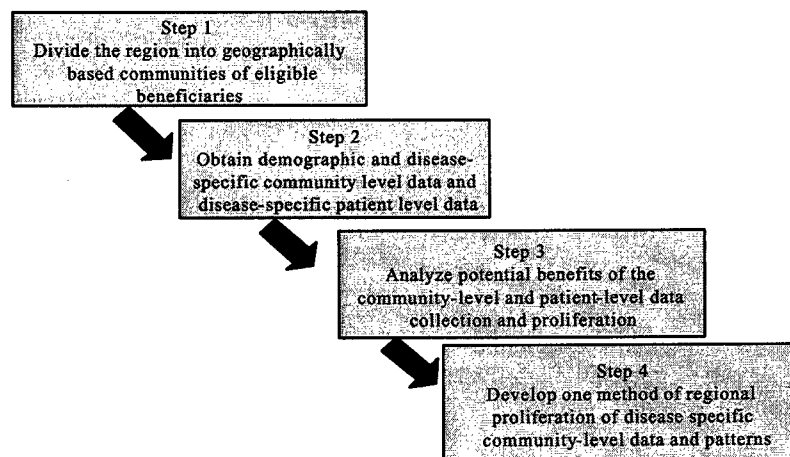 Step 1
Divide the region into geographically
based communities of eligible
beneficiaries
Step 2
Obtain demographic and disease-
specific community level data and
disease-specific patient level data
Step 3
Analyze potential benefits of the
community-level and patient-level data
collection and proliferation
Step 4
Develop one method of regional
proliferation of disease specific
community-level data and patterns